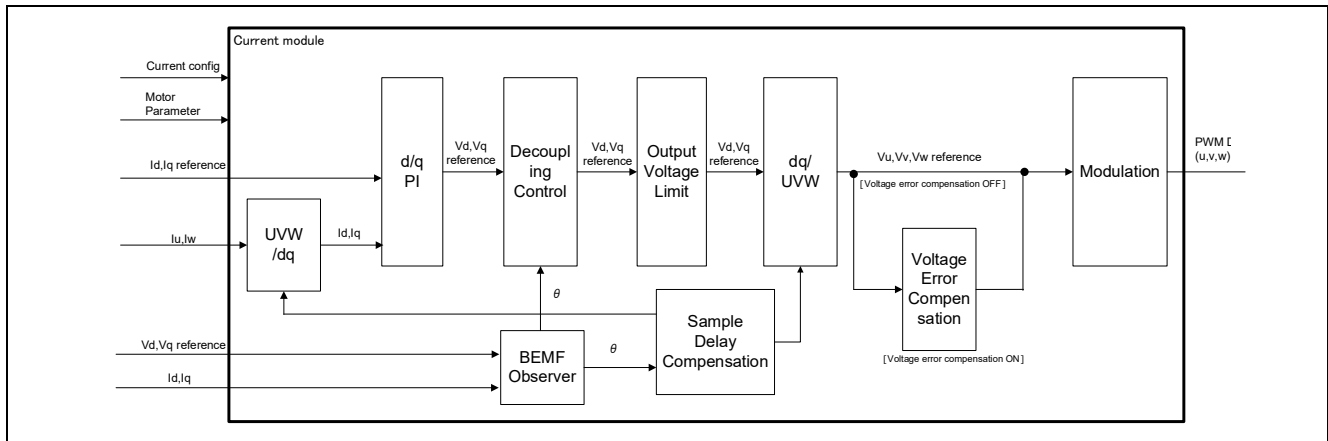 Current module
Current config
Motor
Parameter
Id,Iq reference
Iu,Iw
Vd,Vq reference
Id,Iq
UVW
/dq
Id,Iq
d/q
PI
Vd,Vq
reference
Decoupl
ing
Control
Vd,Vq
reference
Output
Voltage
Limit
Vd,Vq
reference
dq/
UVW
Vu,Vv,Vw reference
[Voltage error compensation OFF]
Voltage
Error
Compen
sation
[Voltage error compensation ON]
Modulation
PWM D
(u,v,w)
θ
BEMF
Observer
θ
Sample
Delay
Compensation